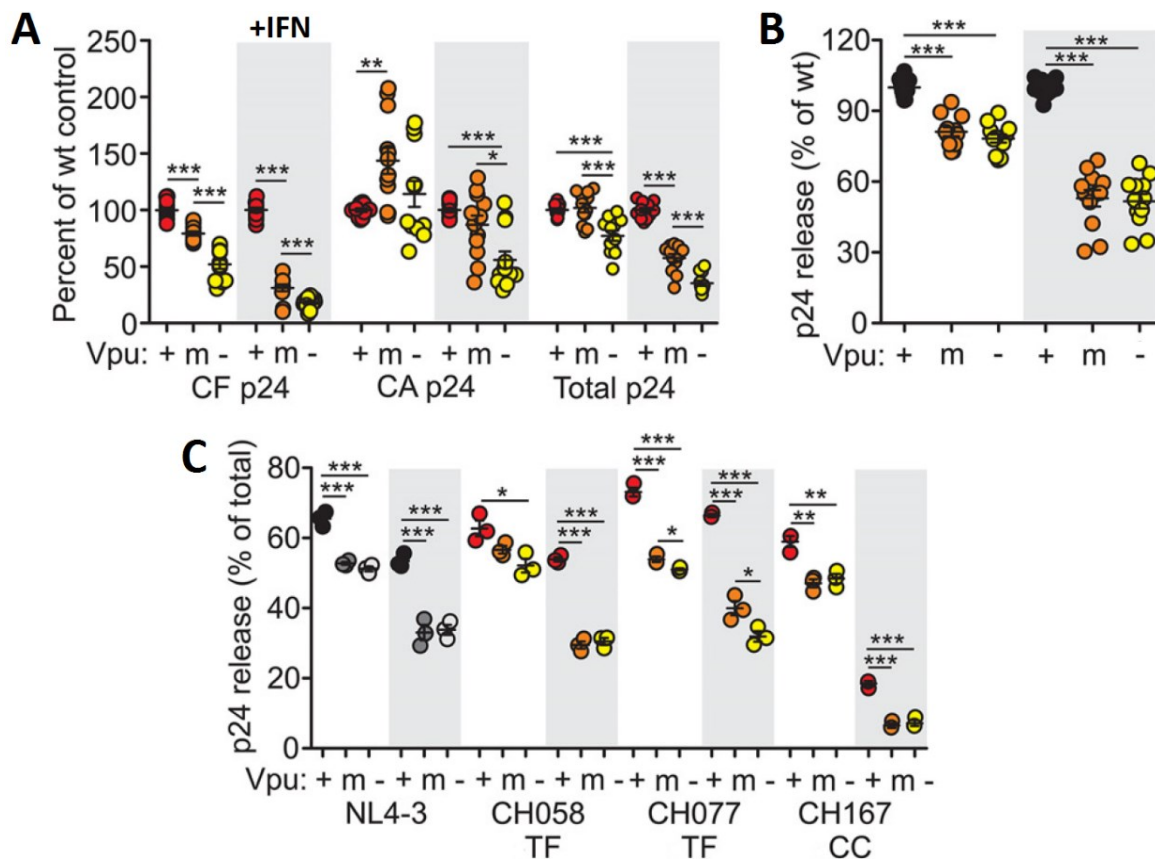 A
+IFN
Percent of wt control
250
200
150
100
50
0
*** *** *** *** ** *** * *** *** *** ***
Vpu: + m - + m - + m - + m - + m - + m -
CF p24 CA p24 Total p24
B
p24 release (% of wt)
120
90
60
30
0
*** *** *** ***
Vpu: + m - + m -
C
p24 release (% of total)
80
60
40
20
0
*** *** *** *** * *** *** *** *** * *** *** * ** ** *** ***
Vpu: + m - + m - + m - + m - + m - + m - + m - + m -
NL4-3 CH058 CH077 CH167
TF TF CC